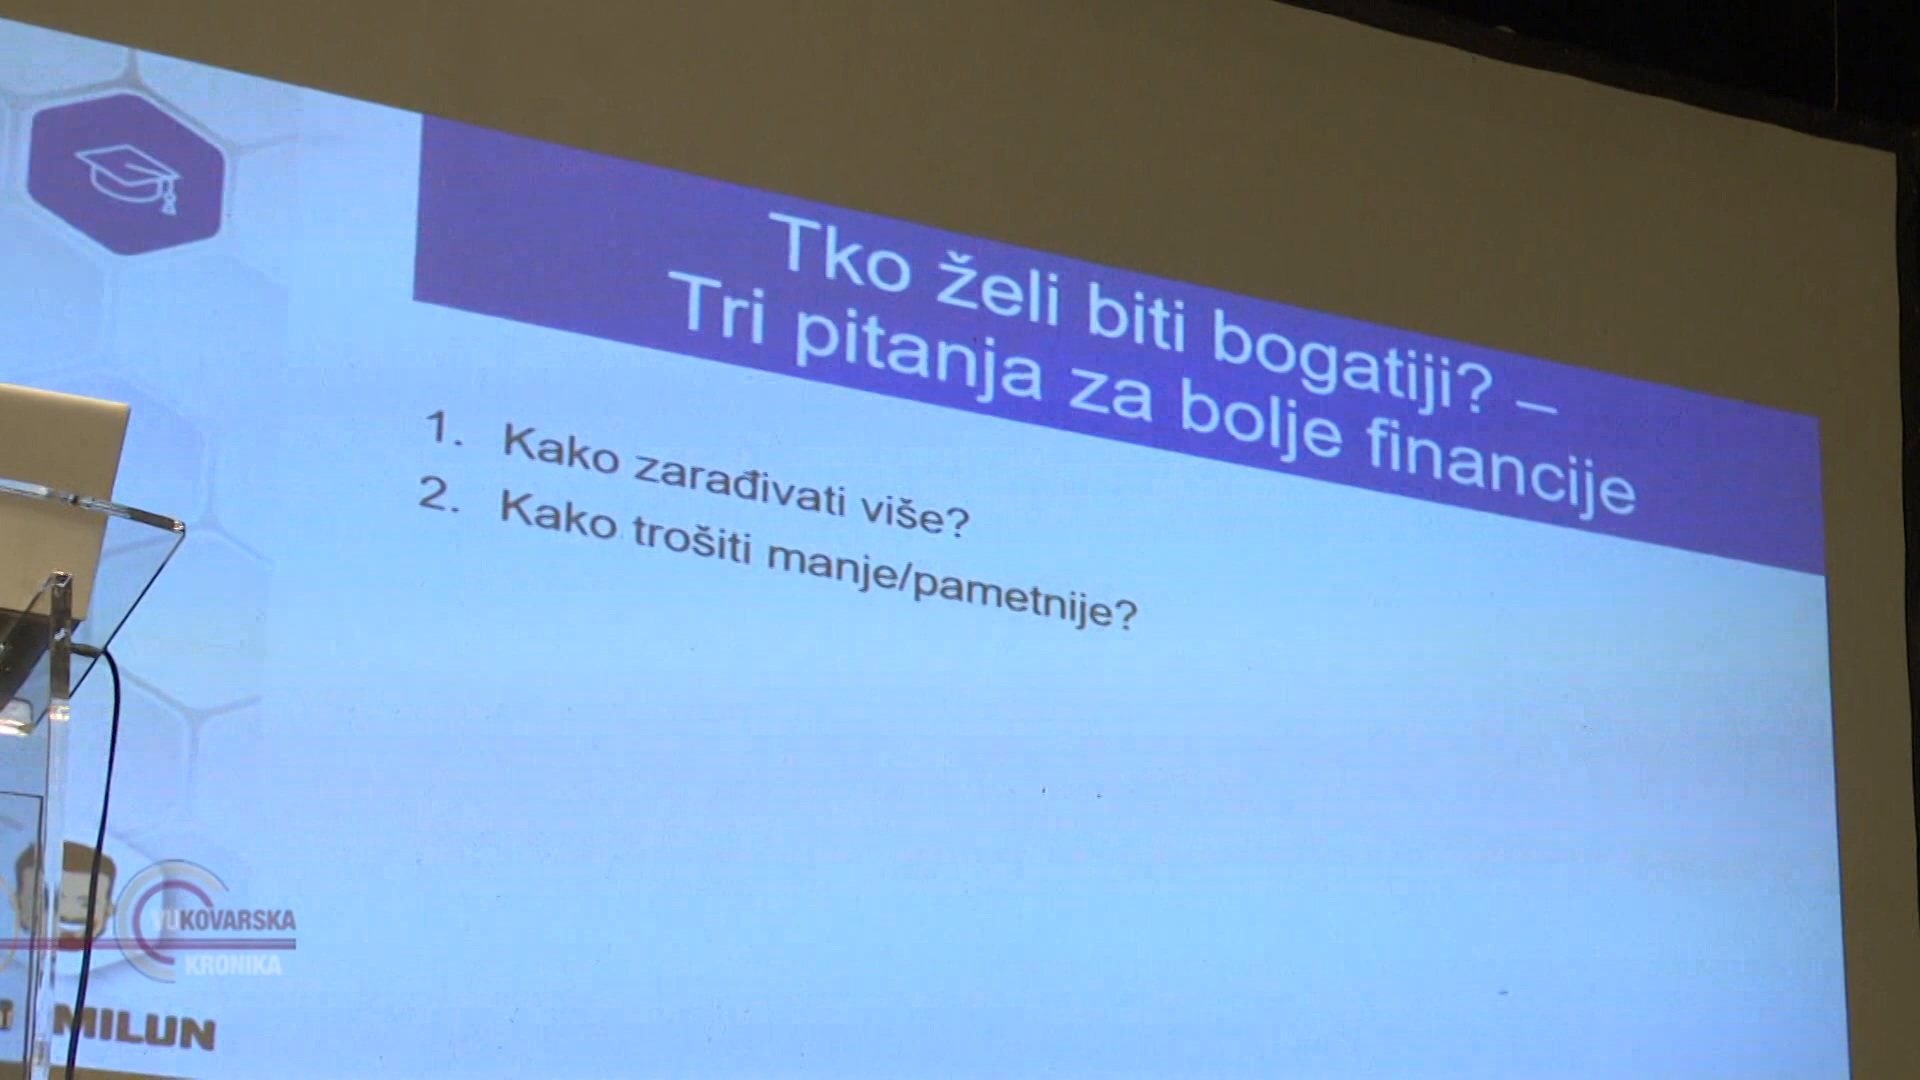 Tko želi biti bogatiji? –
Tri pitanja za bolje financije
1. Kako zarađivati više?
2. Kako trošiti manje/pametnije?
VUKOVARSKA
KRONIKA
MILUN